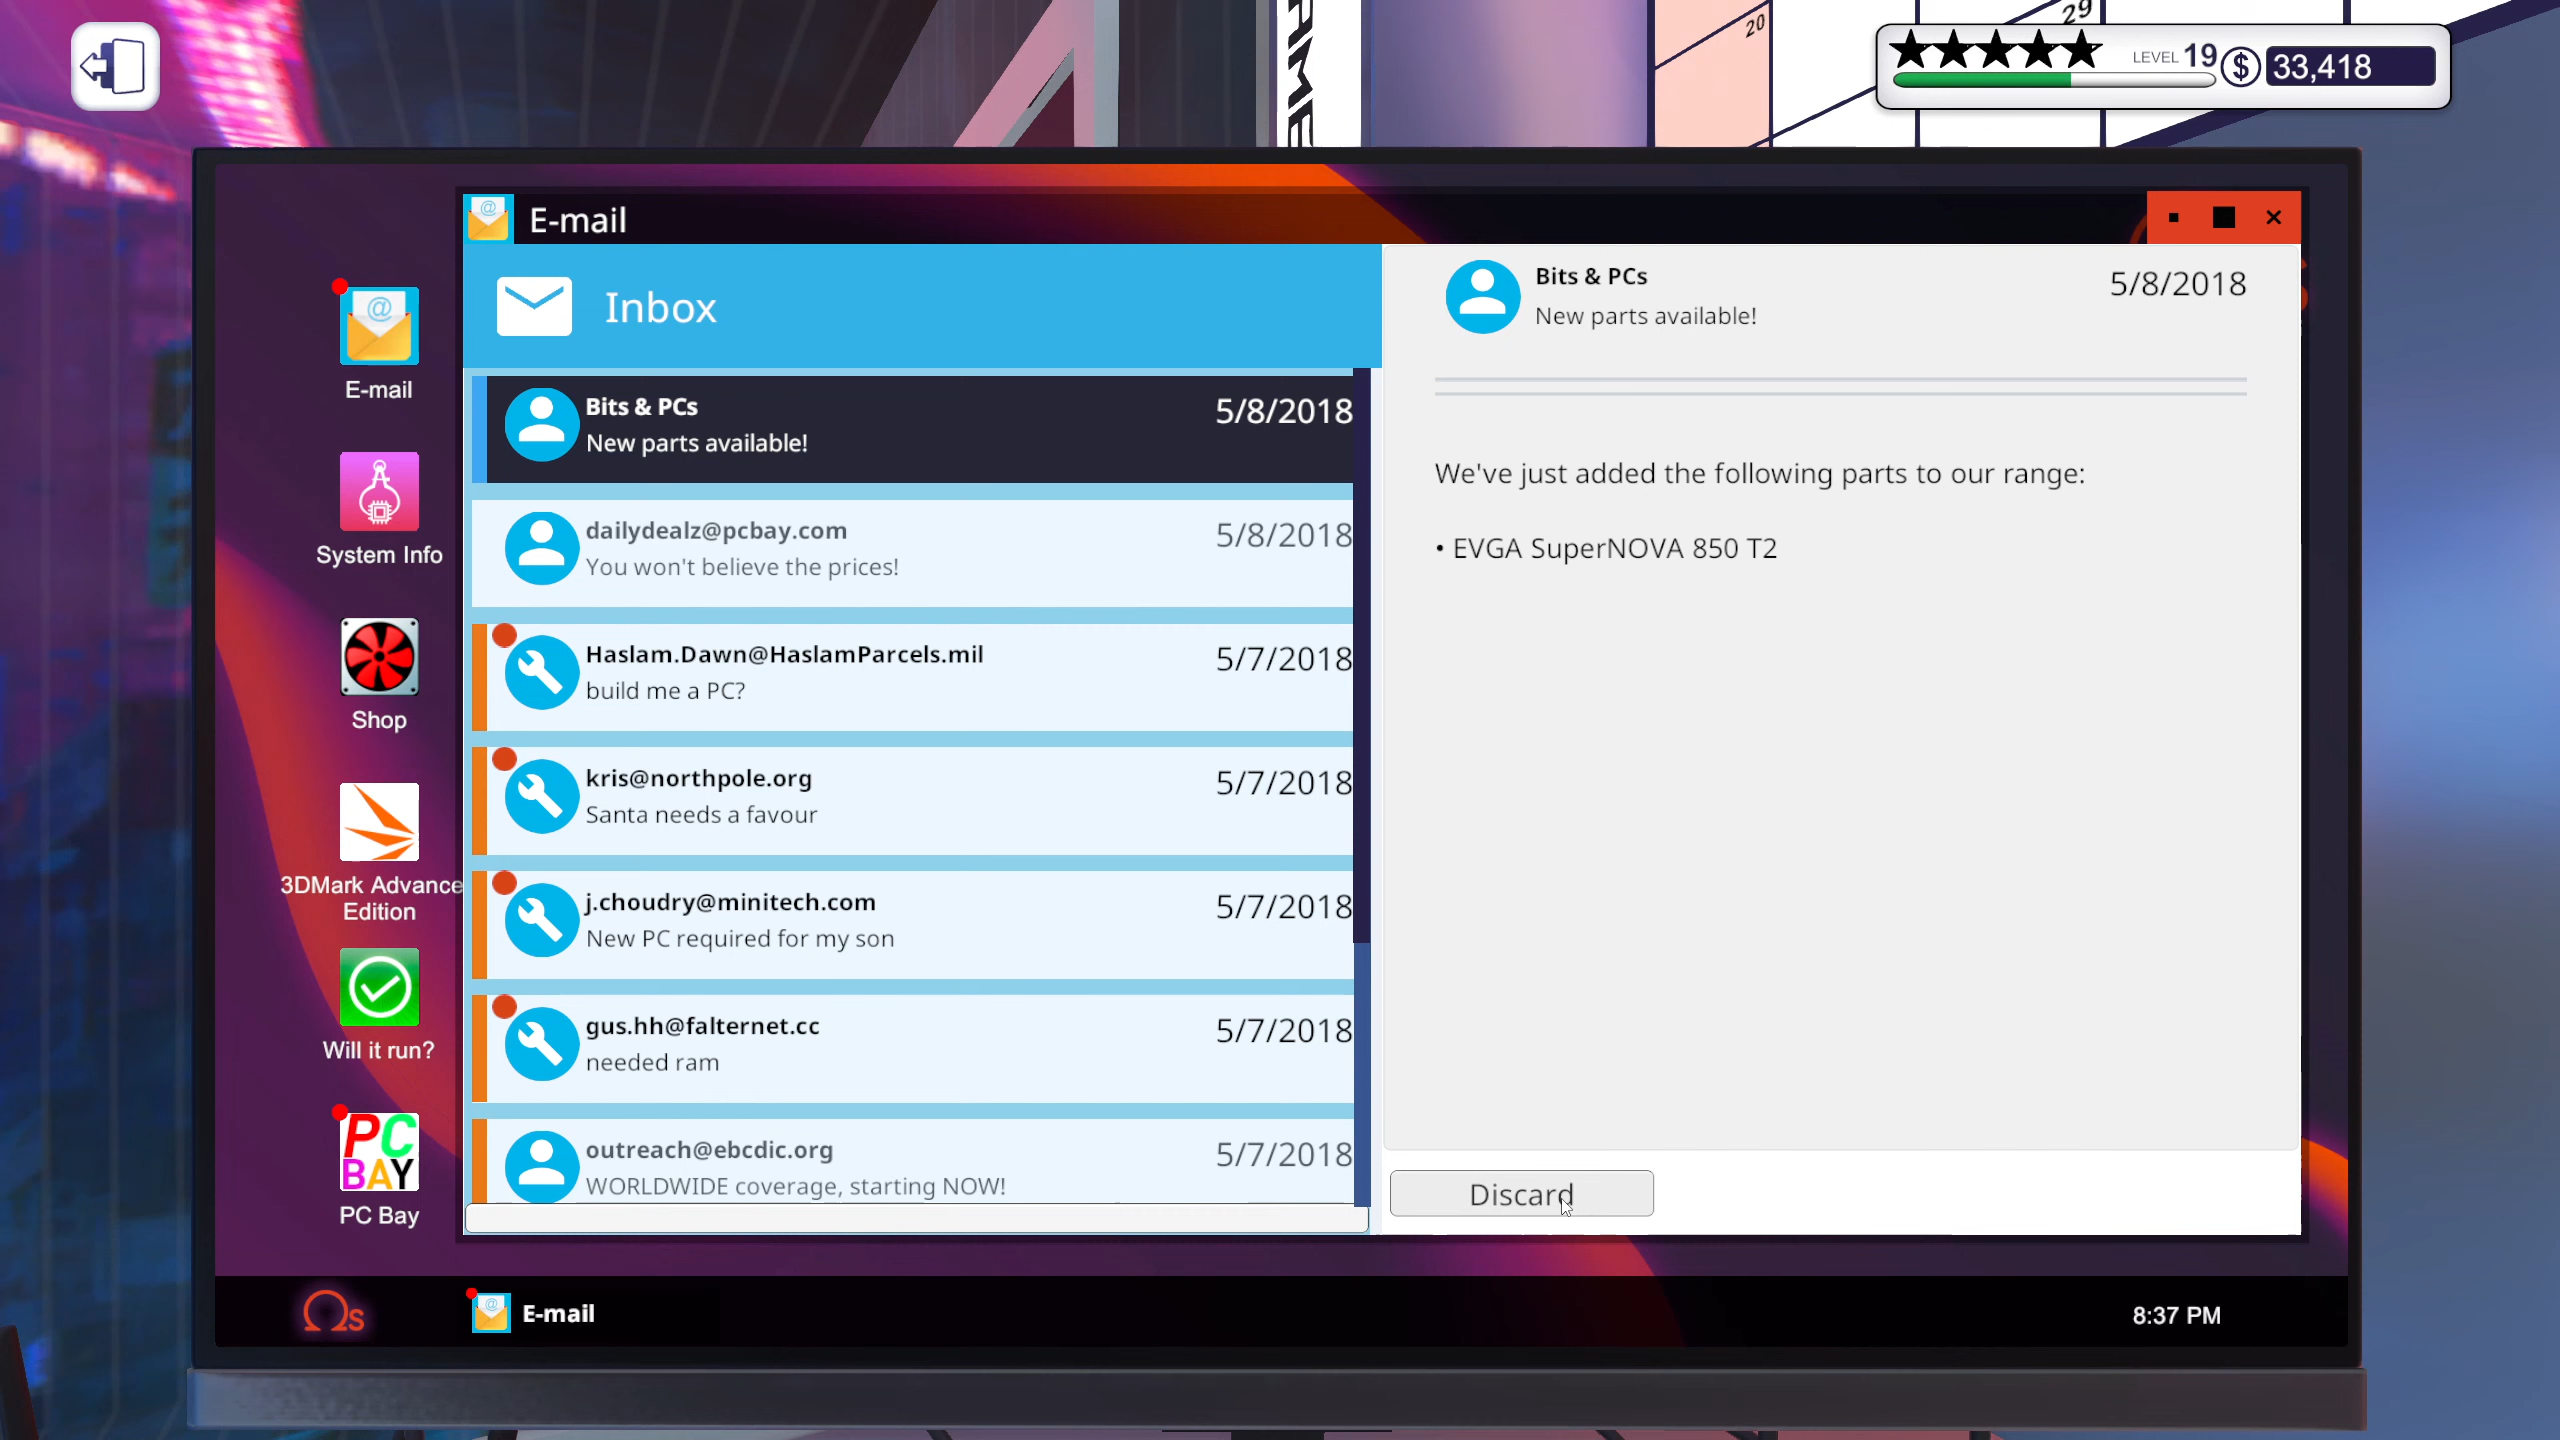 20
29
AME
LEVEL 19
$ 33,418
E-mail
Inbox
Bits & PCs
5/8/2018
New parts available!
dailydealz@pcbay.com
5/8/2018
You won't believe the prices!
Haslam.Dawn@HaslamParcels.mil
5/7/2018
build me a PC?
kris@northpole.org
5/7/2018
Santa needs a favour
j.choudry@minitech.com
5/7/2018
New PC required for my son
gus.hh@falternet.cc
5/7/2018
needed ram
outreach@ebcdic.org
5/7/2018
WORLDWIDE coverage, starting NOW!
Bits & PCs
5/8/2018
New parts available!
We've just added the following parts to our range:
• EVGA SuperNOVA 850 T2
Discard
E-mail
System Info
Shop
3DMark Advance
Edition
Will it run?
PC
BAY
PC Bay
Ωs
E-mail
8:37 PM